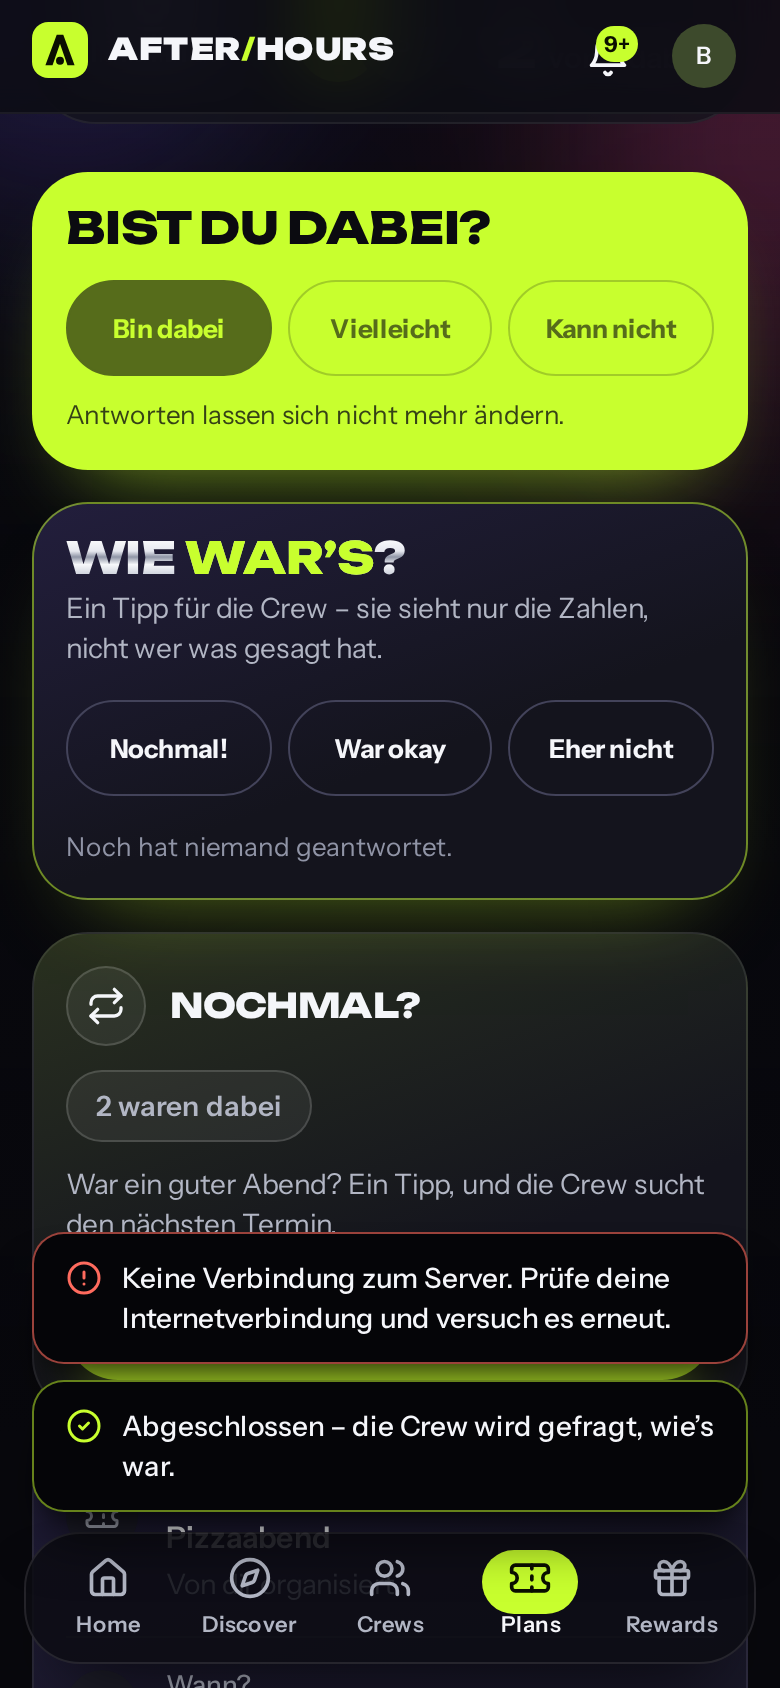 AFTER/HOURS
9+
B
BIST DU DABEI?
Bin dabei
Vielleicht
Kann nicht
Antworten lassen sich nicht mehr ändern.
WIE WAR'S?
Ein Tipp für die Crew – sie sieht nur die Zahlen,
nicht wer was gesagt hat.
Nochmal!
War okay
Eher nicht
Noch hat niemand geantwortet.
NOCHMAL?
2 waren dabei
War ein guter Abend? Ein Tipp, und die Crew sucht
den nächsten Termin.
Keine Verbindung zum Server. Prüfe deine
Internetverbindung und versuch es erneut.
Abgeschlossen – die Crew wird gefragt, wie's
war.
Pizzaabend
Von dir organisiert
Home
Discover
Crews
Plans
Rewards
Wann?